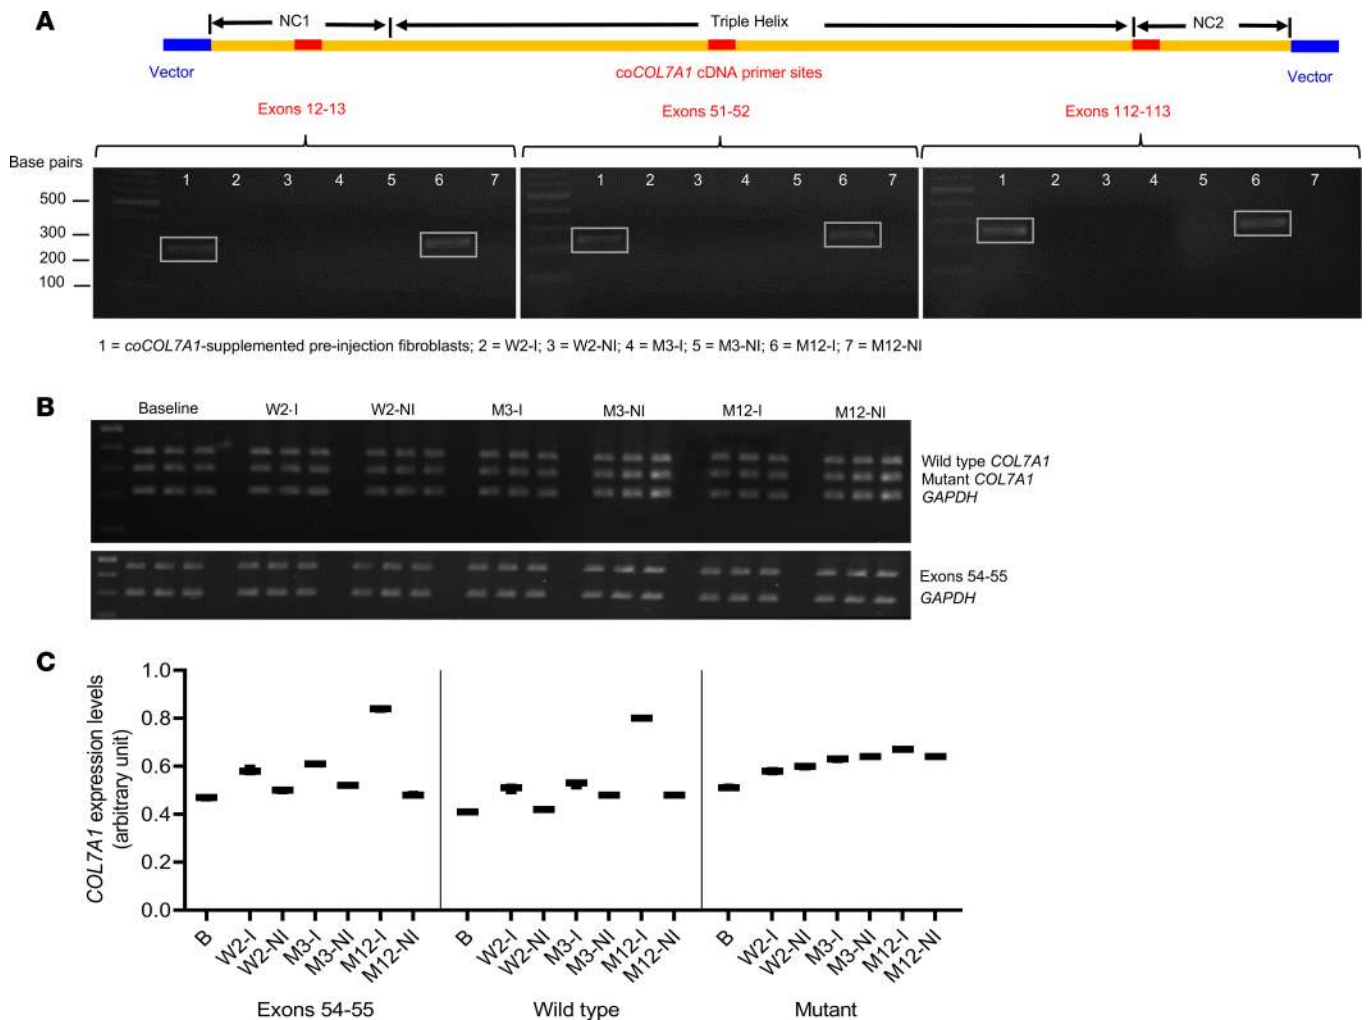 A
NC1
Triple Helix
NC2
Vector
coCOL7A1 cDNA primer sites
Vector
Exons 12-13
Exons 51-52
Exons 112-113
Base pairs
1 2 3 4 5 6 7
1 2 3 4 5 6 7
1 2 3 4 5 6 7
500
300
200
100
1 = coCOL7A1-supplemented pre-injection fibroblasts; 2 = W2-I; 3 = W2-NI; 4 = M3-I; 5 = M3-NI; 6 = M12-I; 7 = M12-NI
B
Baseline W2-I W2-NI M3-I M3-NI M12-I M12-NI
Wild type COL7A1
Mutant COL7A1
GAPDH
Exons 54-55
GAPDH
C
COL7A1 expression levels
(arbitrary unit)
1.0
0.8
0.6
0.4
0.2
0.0
B W2-I W2-NI M3-I M3-NI M12-I M12-NI
B W2-I W2-NI M3-I M3-NI M12-I M12-NI
B W2-I W2-NI M3-I M3-NI M12-I M12-NI
Exons 54-55
Wild type
Mutant